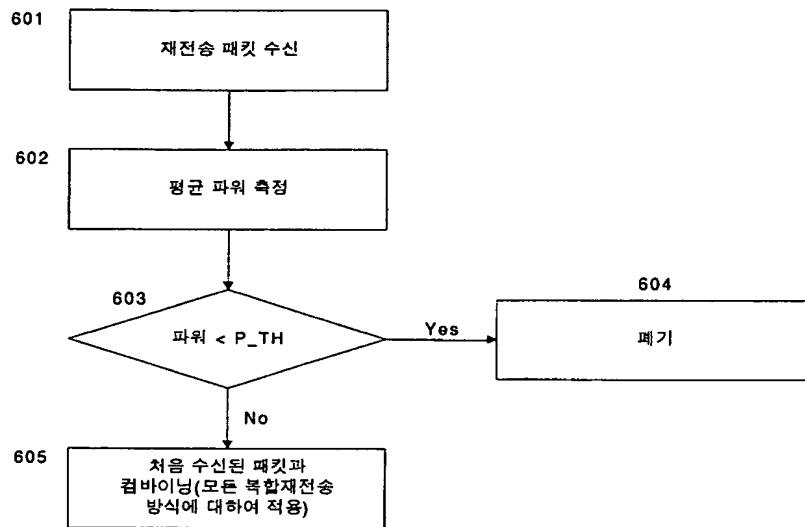 601
재전송 패킷 수신
602
평균 파워 측정
603
파워 < P_TH
Yes
604
폐기
No
605
처음 수신된 패킷과
컴바이닝(모든 복합재전송
방식에 대하여 적용)